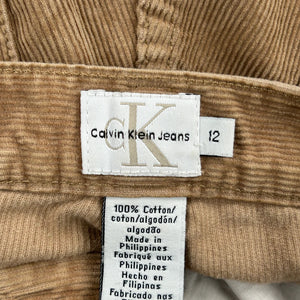 CK
Calvin Klein Jeans
12
100% Cotton/
coton/algodón/
algodão
Made in
Philippines
Fabriqué aux
Philippines
Hecho en
Filipinas
Fabricado nas